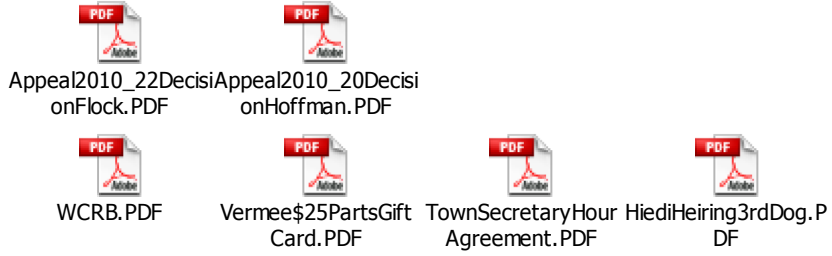 PDF PDF
Adobe Adobe
Appeal2010_22DecisiAppeal2010_20Decisi
onFlock.PDF onHoffman.PDF
PDF PDF PDF PDF
Adobe Adobe Adobe Adobe
WCRB.PDF Vermee$25PartsGift TownSecretaryHour HiediHeiring3rdDog.P
Card.PDF Agreement.PDF DF